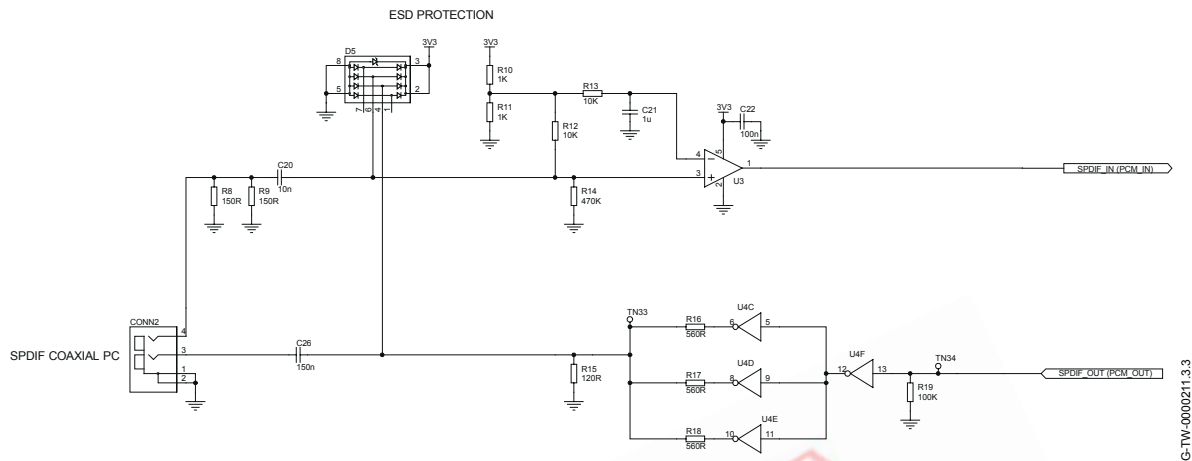 ESD PROTECTION
D5
3V3
8
3
5
2
7
6
4
1
3V3
R10
1K
R11
1K
R13
10K
R12
10K
C21
1u
3V3
C22
100n
4
5
3
2
1
U3
SPDIF_IN (PCM_IN)
C20
10n
R8
150R
R9
150R
R14
470K
CONN2
4
3
1
2
SPDIF COAXIAL PC
C26
150n
R15
120R
TN33
R16
560R
U4C
6
5
R17
560R
U4D
8
9
R18
560R
U4E
10
11
U4F
12
13
TN34
R19
100K
SPDIF_OUT (PCM_OUT)
G-TW-0000211.3.3